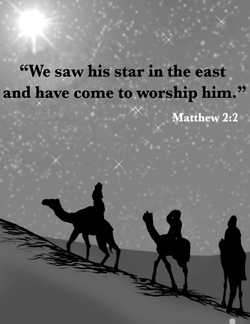 “We saw his star in the east
and have come to worship him.”
Matthew 2:2